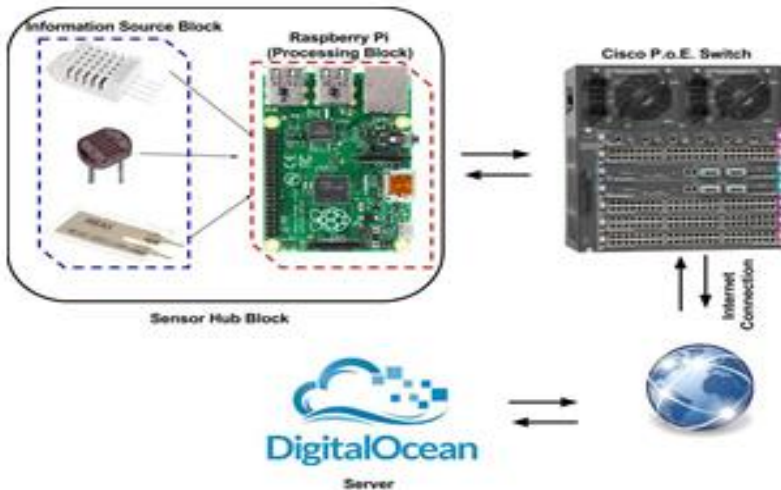 Information Source Block
Raspberry Pi
(Processing Block)
Cisco P.o.E. Switch
Sensor Hub Block
Internet
Connection
DigitalOcean
Server